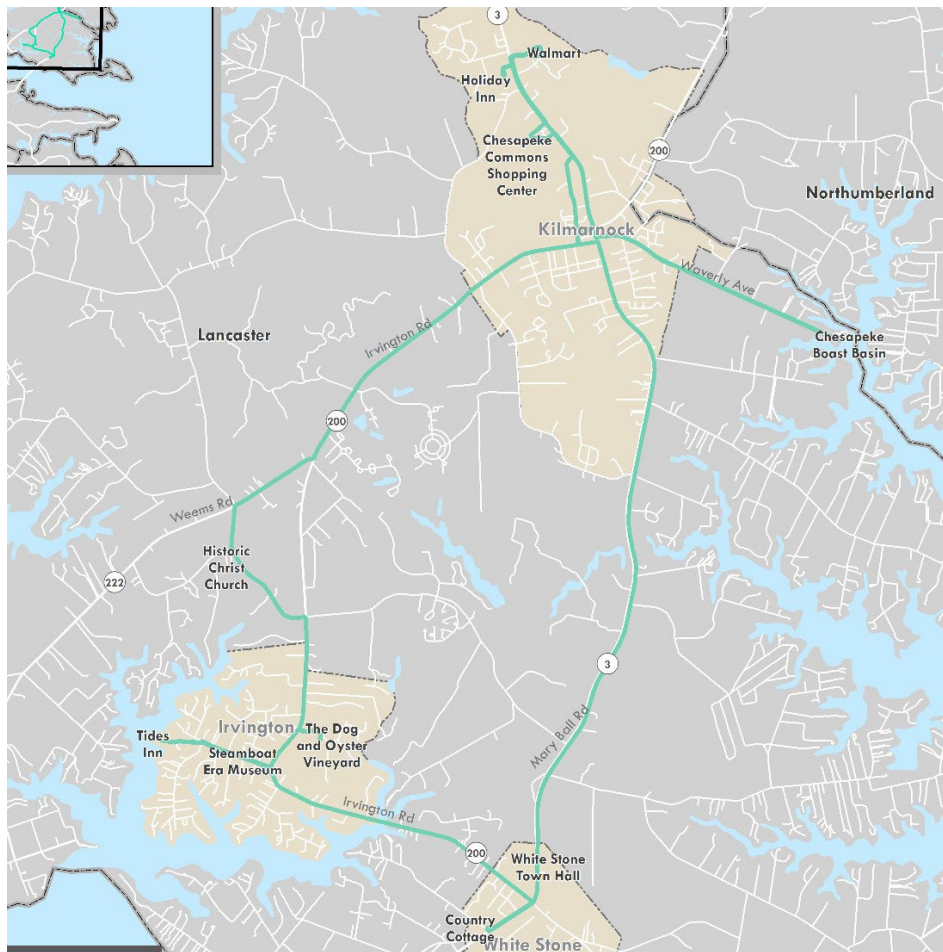 3
Walmart
Holiday
Inn
Chesapeke
Commons
Shopping
Center
200
Northumberland
Kilmarnock
Waverly Ave
Irvington Rd
Lancaster
Chesapeake
Boast Basin
200
Weems Rd
Historic
Christ
Church
222
3
Irvington
Tides
Inn
The Dog
and Oyster
Vineyard
Steamboat
Era Museum
Mary Ball Rd
Irvington Rd
200
White Stone
Town Hall
Country
Cottage
White Stone